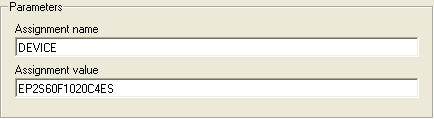 Parameters
Assignment name
DEVICE
Assignment value
EP2S60F1020C4ES